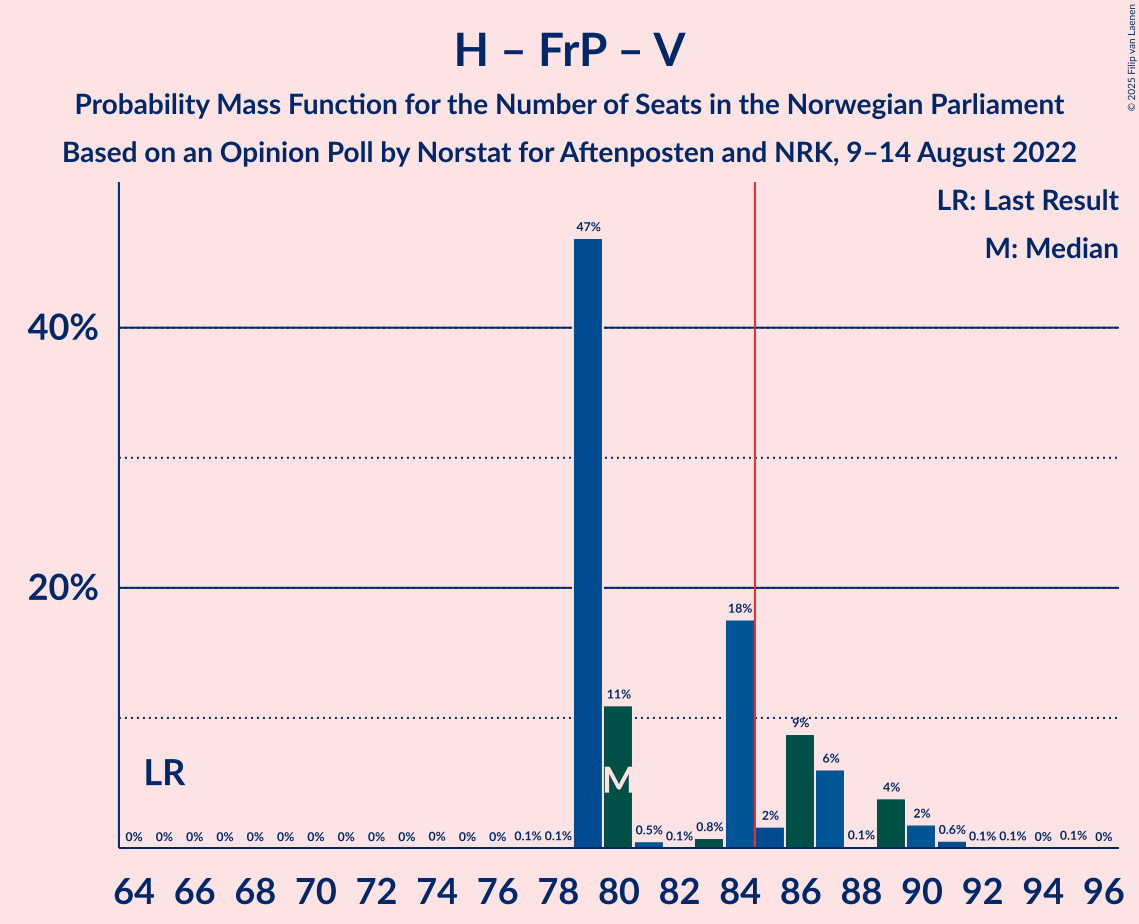 H – FrP – V
Probability Mass Function for the Number of Seats in the Norwegian Parliament
Based on an Opinion Poll by Norstat for Aftenposten and NRK, 9–14 August 2022
© 2025 Filip van Laenen
LR: Last Result
M: Median
47%
40%
20%
18%
11%
9%
6%
4%
2%
2%
LR
M
0% 0% 0% 0% 0% 0% 0% 0% 0% 0% 0% 0% 0% 0.1% 0.1% 0.5% 0.1% 0.8% 0.1% 0.6% 0.1% 0.1% 0% 0.1% 0%
64 66 68 70 72 74 76 78 80 82 84 86 88 90 92 94 96